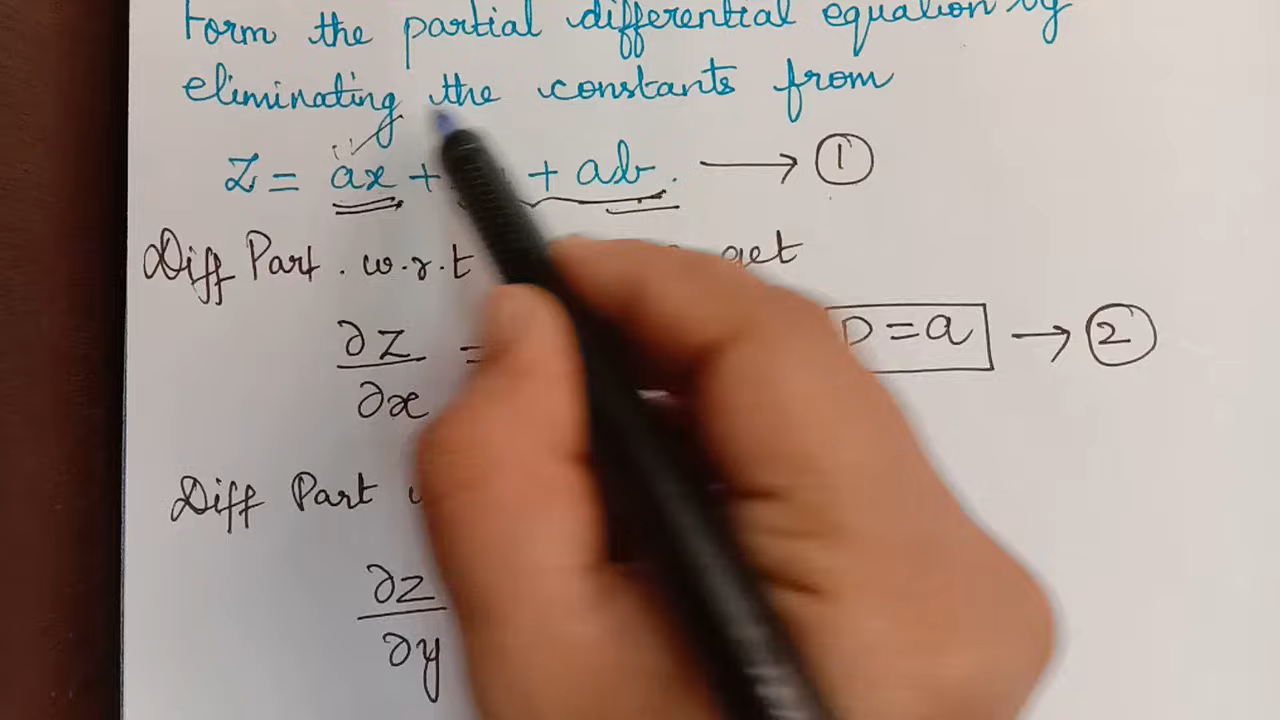 Form the partial differential equation by
eliminating the constants from
Z = ax + + ab. → ①
Diff Part. w.r.t get
∂z/∂x = p = a → ②
Diff Part
∂z/∂y